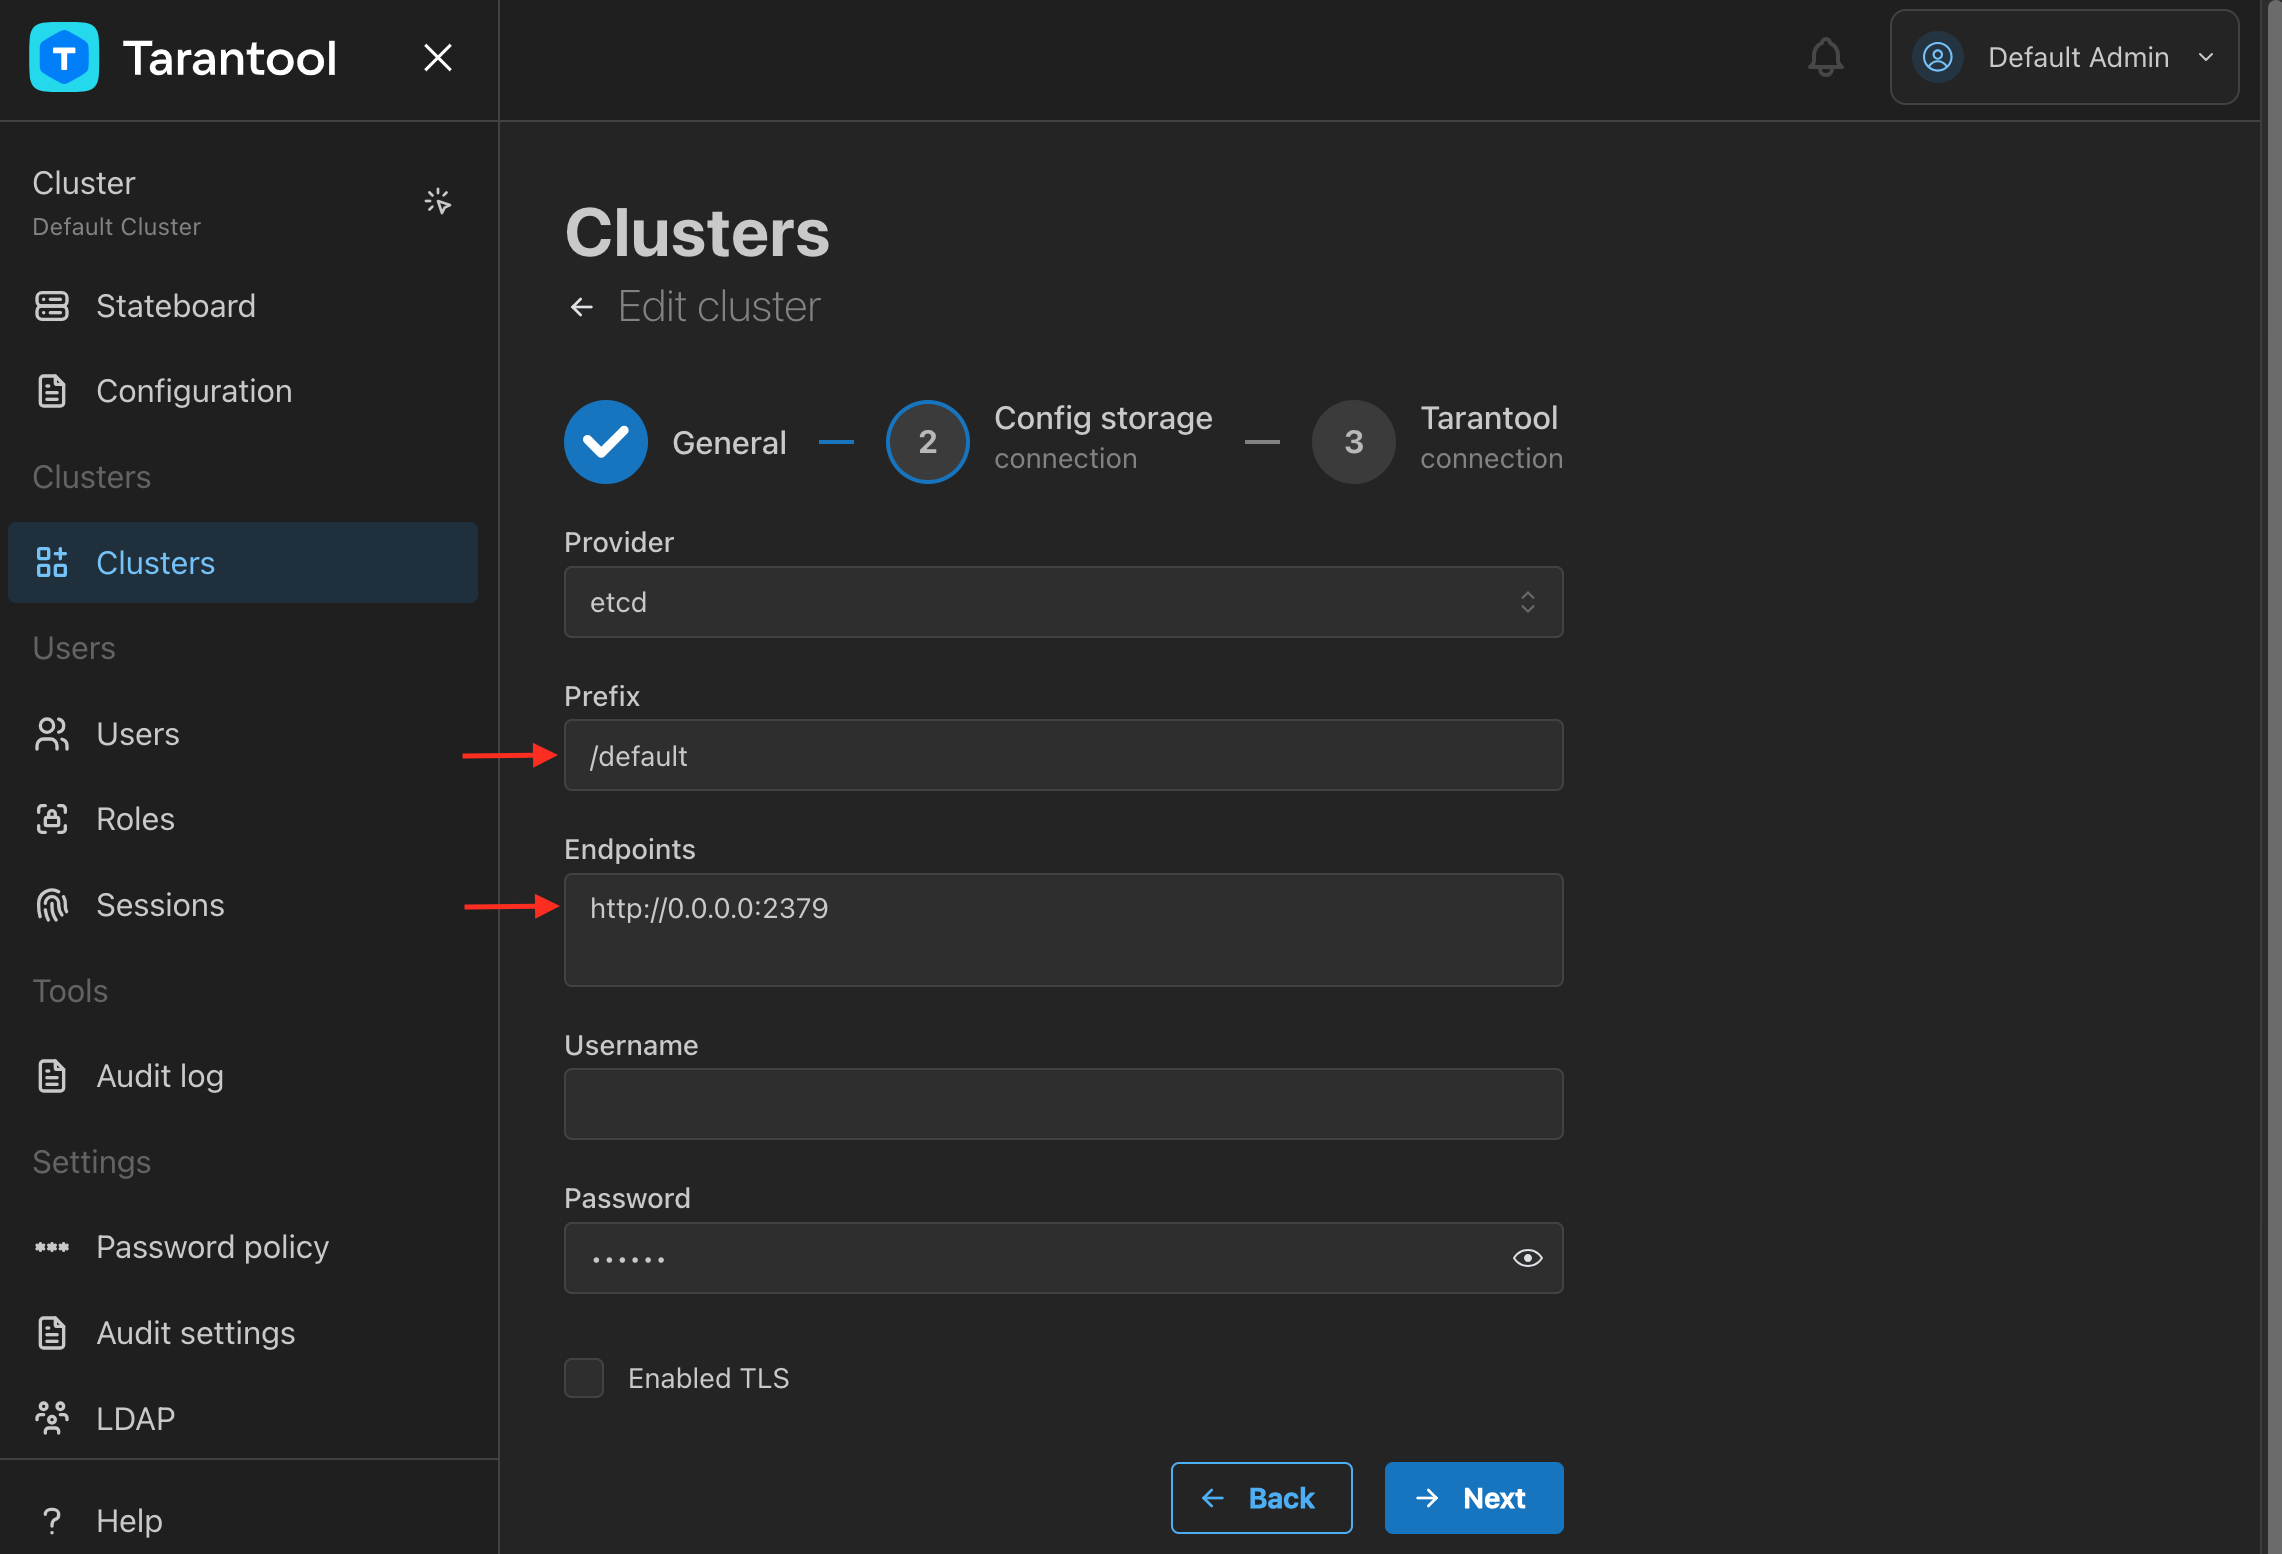 Tarantool
Default Admin
Cluster
Default Cluster
Stateboard
Configuration
Clusters
Clusters
Users
Users
Roles
Sessions
Tools
Audit log
Settings
Password policy
Audit settings
LDAP
Help
Clusters
Edit cluster
General
2
Config storage
connection
3
Tarantool
connection
Provider
etcd
Prefix
/default
Endpoints
http://0.0.0.0:2379
Username
Password
••••••
Enabled TLS
Back
Next